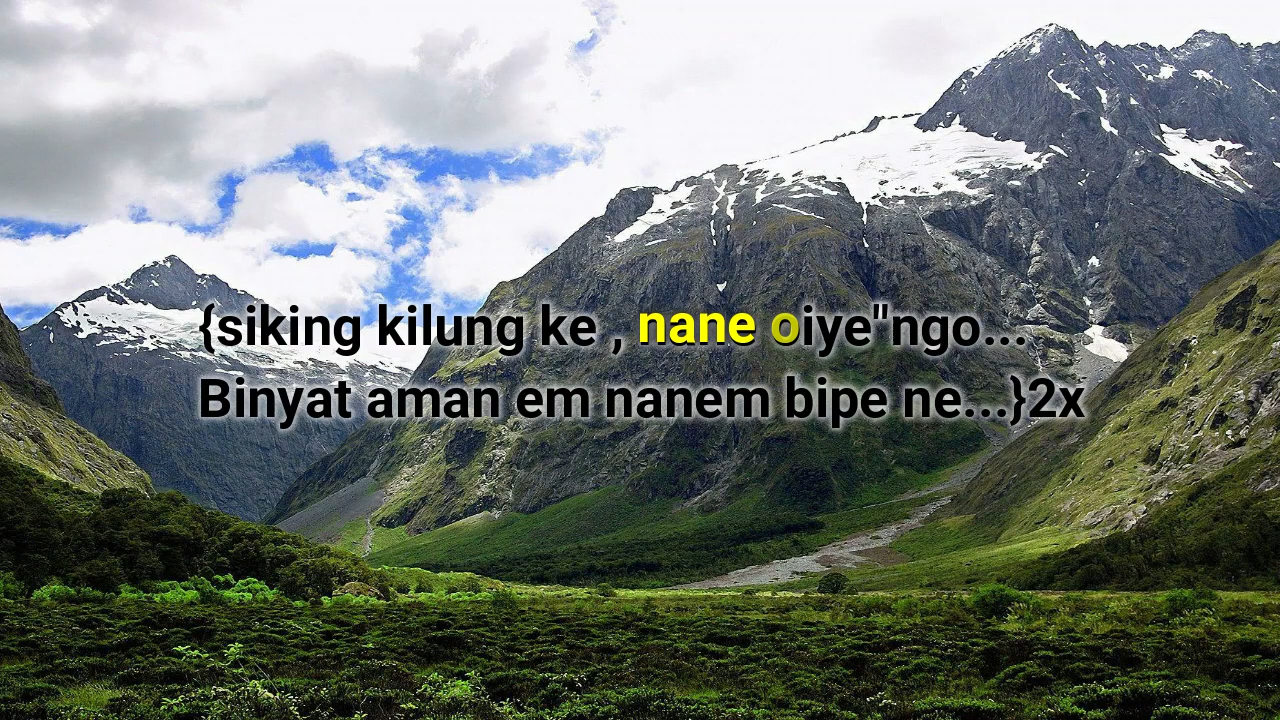 {siking kilung ke , nane oiye"ngo...
Binyat aman em nanem bipe ne...}2x